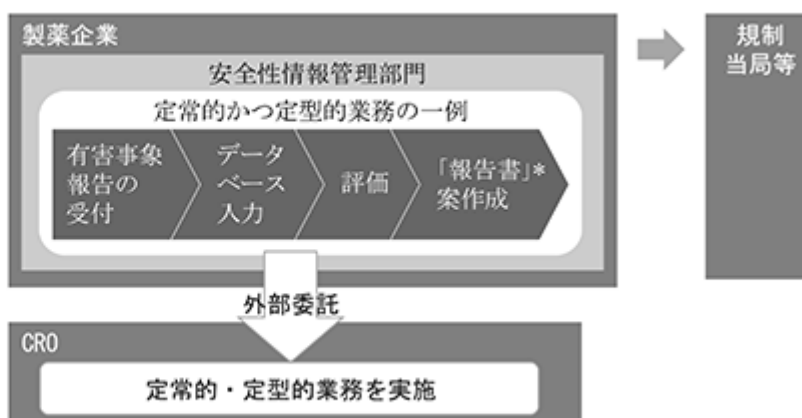 製薬企業
規制
当局等
安全性情報管理部門
定常的かつ定型的業務の一例
有害事象
報告の
受付
データ
ベース
入力
評価
「報告書」*
案作成
外部委託
CRO
定常的・定型的業務を実施